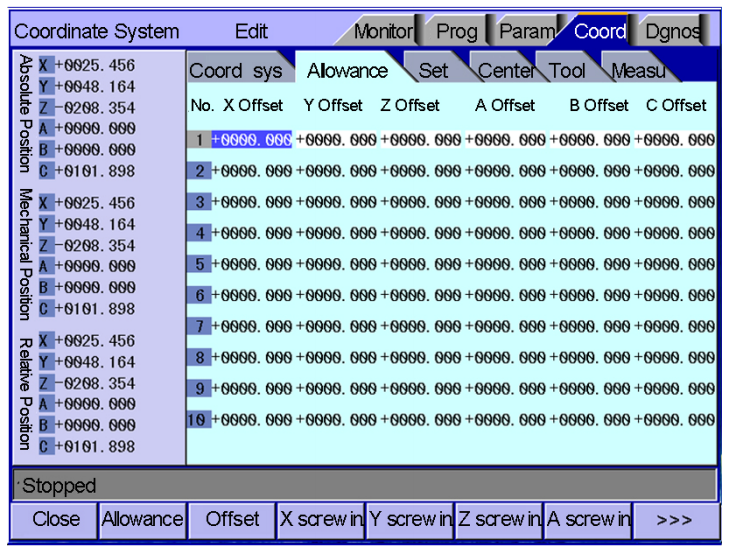 Coordinate System Edit Monitor Prog Param Coord Dgnos
Coord sys Allowance Set Center Tool Measu
Absolute Position
X +0025.456
Y +0048.164
Z -0208.354
A +0000.000
B +0000.000
C +0101.898
Mechanical Position
X +0025.456
Y +0048.164
Z -0208.354
A +0000.000
B +0000.000
C +0101.898
Relative Position
X +0025.456
Y +0048.164
Z -0208.354
A +0000.000
B +0000.000
C +0101.898
No. X Offset Y Offset Z Offset A Offset B Offset C Offset
1 +0000.000 +0000.000 +0000.000 +0000.000 +0000.000 +0000.000
2 +0000.000 +0000.000 +0000.000 +0000.000 +0000.000 +0000.000
3 +0000.000 +0000.000 +0000.000 +0000.000 +0000.000 +0000.000
4 +0000.000 +0000.000 +0000.000 +0000.000 +0000.000 +0000.000
5 +0000.000 +0000.000 +0000.000 +0000.000 +0000.000 +0000.000
6 +0000.000 +0000.000 +0000.000 +0000.000 +0000.000 +0000.000
7 +0000.000 +0000.000 +0000.000 +0000.000 +0000.000 +0000.000
8 +0000.000 +0000.000 +0000.000 +0000.000 +0000.000 +0000.000
9 +0000.000 +0000.000 +0000.000 +0000.000 +0000.000 +0000.000
10 +0000.000 +0000.000 +0000.000 +0000.000 +0000.000 +0000.000
Stopped
Close Allowance Offset X screw in Y screw in Z screw in A screw in >>>